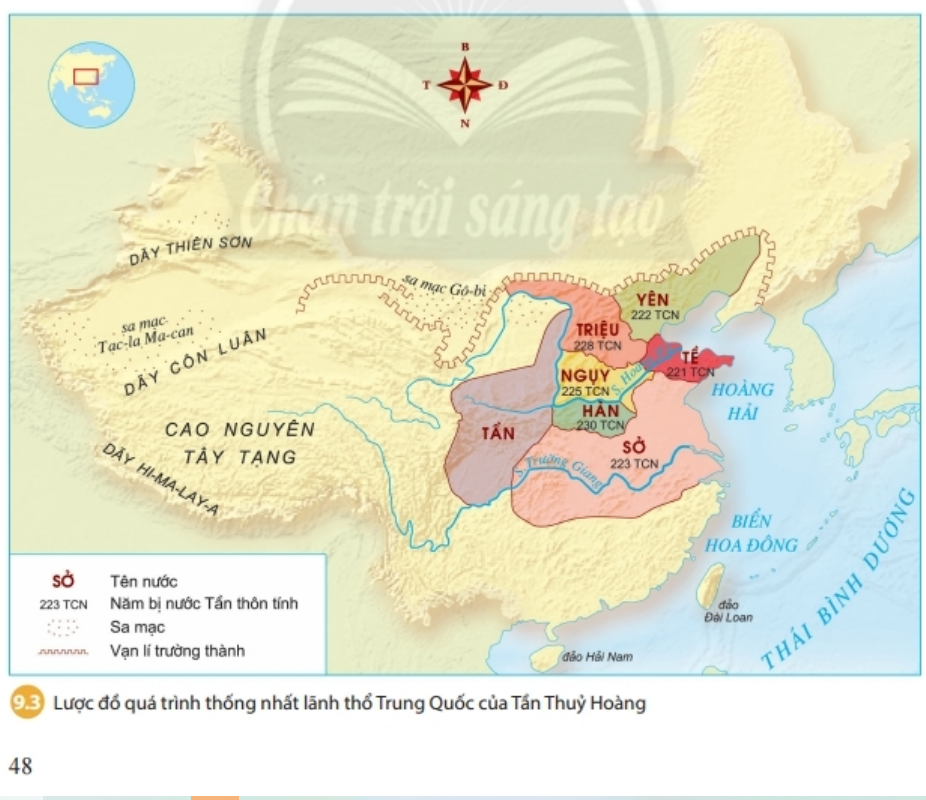 B
T Đ
N
Chân trời sáng tạo
DÃY THIÊN SƠN
sa mạc Gô-bi
YÊN
222 TCN
sa mạc
Tac-la Ma-can
TRIỆU
228 TCN
DÃY CÔN LUÂN
TỀ
221 TCN
NGỤY
225 TCN
S. Hoà
HOÀNG
HẢI
HÀN
230 TCN
CAO NGUYÊN
TÂY TẠNG
TẦN
SỞ
223 TCN
DÃY HI-MA-LAY-A
S. Trường Giang
BIỂN
HOA ĐÔNG
THÁI BÌNH DƯƠNG
đảo
Đài Loan
đảo Hải Nam
SỞ Tên nước
223 TCN Năm bị nước Tần thôn tính
Sa mạc
Vạn lí trường thành
9.3 Lược đồ quá trình thống nhất lãnh thổ Trung Quốc của Tần Thuỷ Hoàng
48